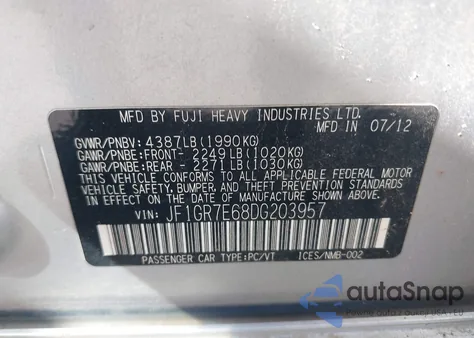 MFD BY FUJI HEAVY INDUSTRIES LTD.
MFD IN 07/12
GVWR/PNBV: 4387LB(1990KG)
GAWR/PNBE: FRONT- 2249LB(1020KG)
GAWR/PNBE: REAR - 2271LB(1030KG)
THIS VEHICLE CONFORMS TO ALL APPLICABLE FEDERAL MOTOR
VEHICLE SAFETY, BUMPER, AND THEFT PREVENTION STANDARDS
IN EFFECT ON THE DATE OF MANUFACTURE SHOWN ABOVE.
VIN: JF1GR7E68DG203957
PASSENGER CAR TYPE:PC/VT ICES/NMB-002
autoSnap